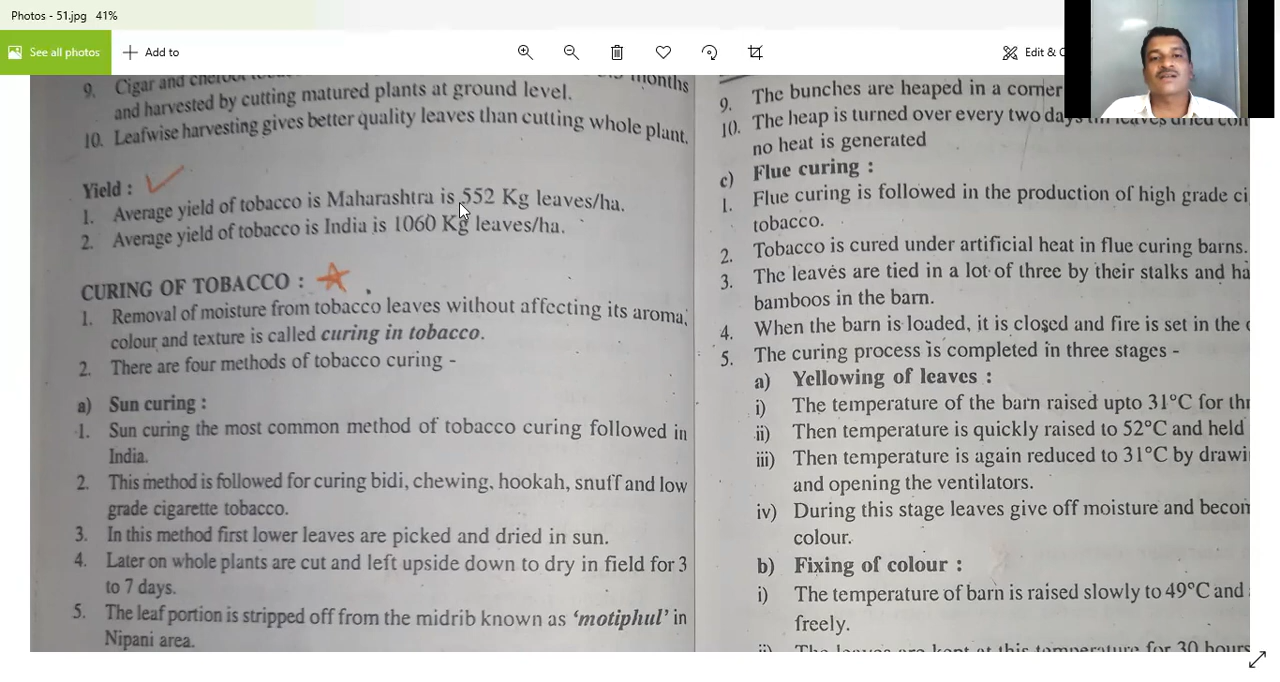 Photos - 51.jpg 41%
See all photos
Add to
Edit &
9. Cigar and cheroot
months
and harvested by cutting matured plants at ground level.
10. Leafwise harvesting gives better quality leaves than cutting whole plant.
Yield :
1. Average yield of tobacco is Maharashtra is 552 Kg leaves/ha.
2. Average yield of tobacco is India is 1060 Kg leaves/ha.
CURING OF TOBACCO :
1. Removal of moisture from tobacco leaves without affecting its aroma,
colour and texture is called curing in tobacco.
2. There are four methods of tobacco curing -
a) Sun curing :
1. Sun curing the most common method of tobacco curing followed in
India.
2. This method is followed for curing bidi, chewing, hookah, snuff and low
grade cigarette tobacco.
3. In this method first lower leaves are picked and dried in sun.
4. Later on whole plants are cut and left upside down to dry in field for 3
to 7 days.
5. The leaf portion is stripped off from the midrib known as 'motiphul' in
Nipani area.
9. The bunches are heaped in a corner
10. The heap is turned over every two days leaves dried
no heat is generated
c) Flue curing :
1. Flue curing is followed in the production of high grade
tobacco.
2. Tobacco is cured under artificial heat in flue curing barns.
3. The leaves are tied in a lot of three by their stalks and
bamboos in the barn.
4. When the barn is loaded, it is closed and fire is set in the
5. The curing process is completed in three stages -
a) Yellowing of leaves :
i) The temperature of the barn raised upto 31°C for
ii) Then temperature is quickly raised to 52°C and held
iii) Then temperature is again reduced to 31°C by
and opening the ventilators.
iv) During this stage leaves give off moisture and
colour.
b) Fixing of colour :
i) The temperature of barn is raised slowly to 49°C and
freely.
ii) The leaves are kept at this temperature for 30 hours